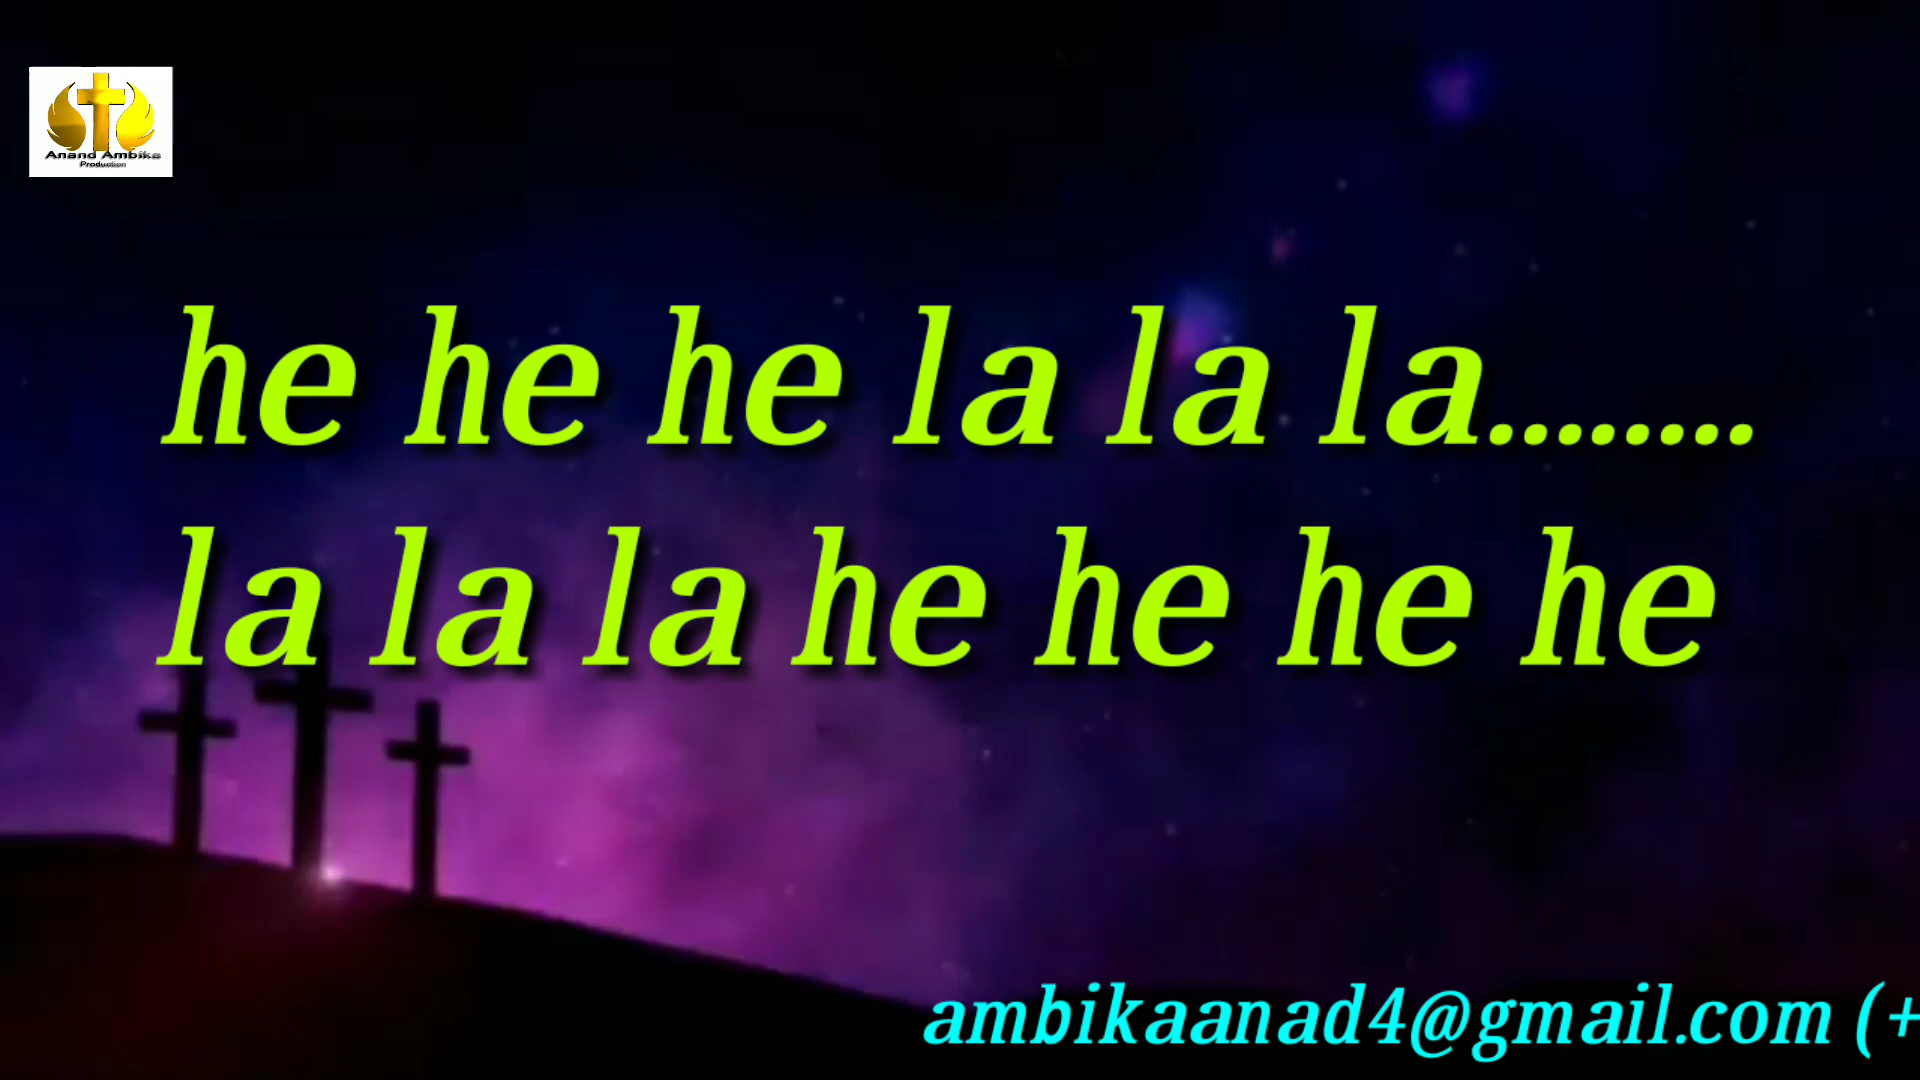 Anand Ambika
Production
he he he la la la........
la la la he he he he
ambikaanad4@gmail.com (+